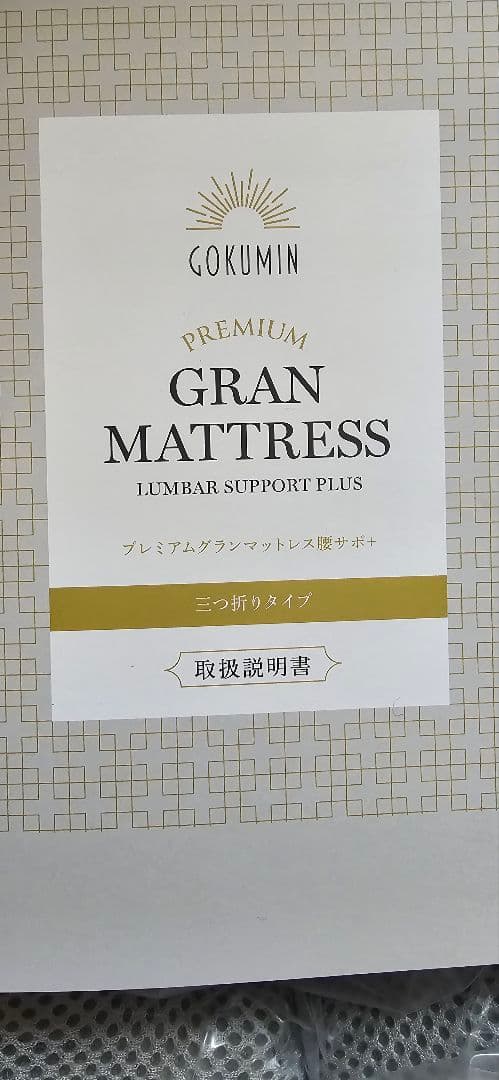 GOKUMIN
PREMIUM
GRAN
MATTRESS
LUMBAR SUPPORT PLUS
プレミアムグランマットレス腰サポ+
三つ折りタイプ
取扱説明書